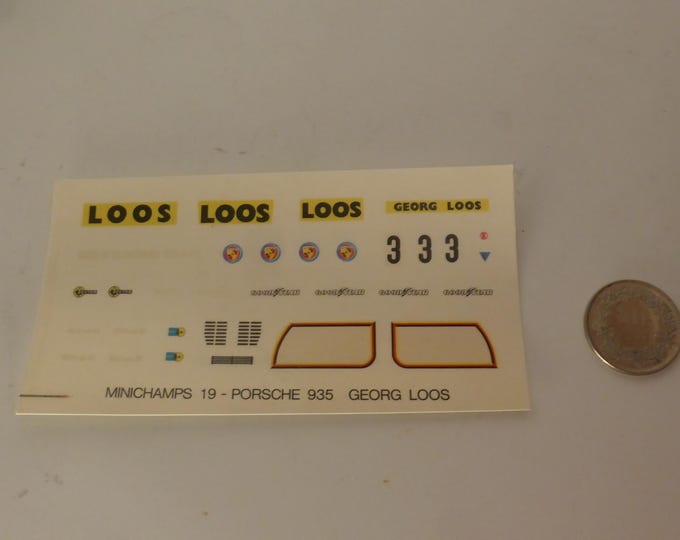 LOOS LOOS LOOS GEORG LOOS
3 3 3
GOODYEAR GOODYEAR GOODYEAR GOODYEAR
MINICHAMPS 19 - PORSCHE 935 GEORG LOOS